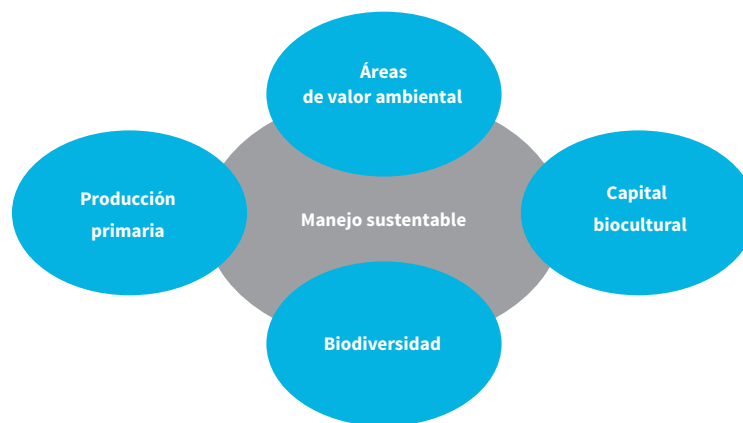 Áreas
de valor ambiental
Producción
primaria
Manejo sustentable
Capital
biocultural
Biodiversidad